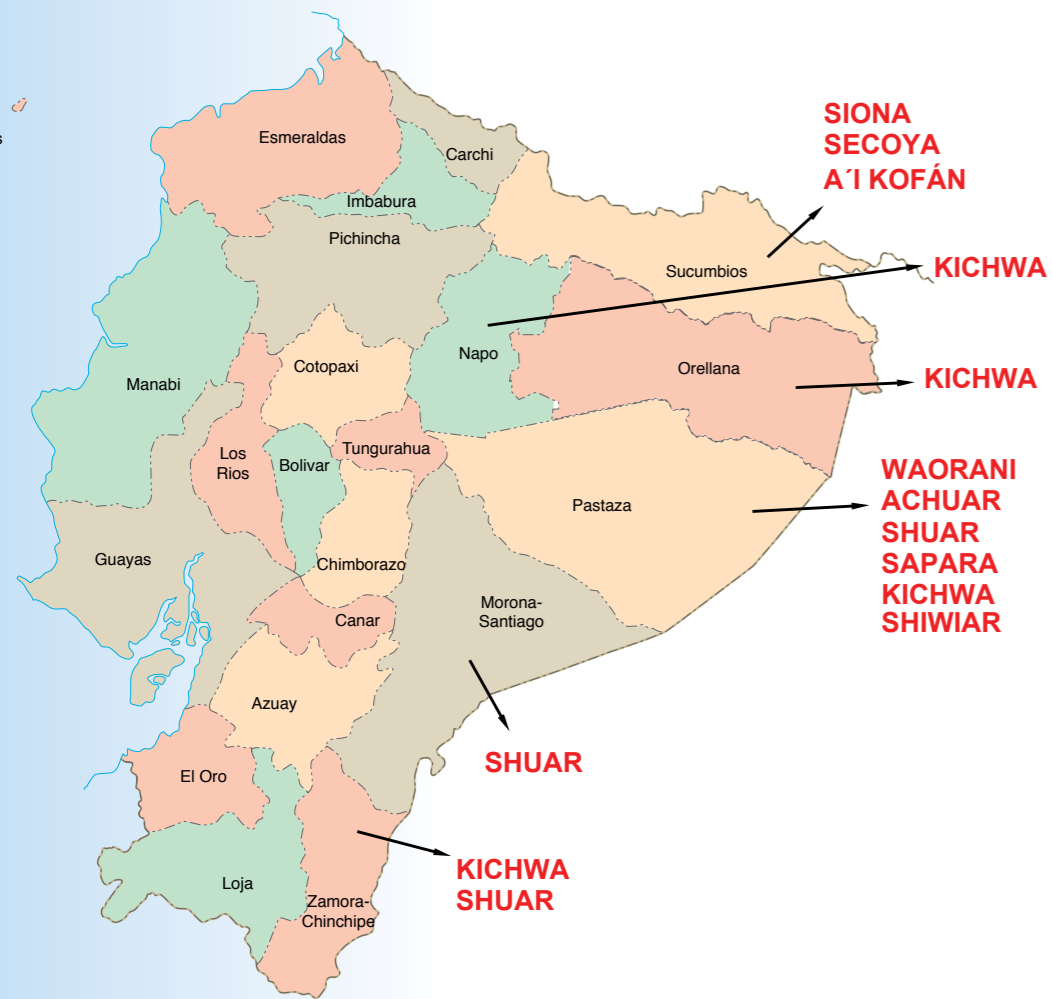 s
Esmeraldas
Carchi
Imbabura
Pichincha
SIONA
SECOYA
A´I KOFÁN
Sucumbios
KICHWA
Napo
Orellana
KICHWA
Manabi
Cotopaxi
Los
Rios
Bolivar
Tungurahua
Pastaza
WAORANI
ACHUAR
SHUAR
SAPARA
KICHWA
SHIWIAR
Guayas
Chimborazo
Morona-
Santiago
Canar
Azuay
SHUAR
El Oro
KICHWA
SHUAR
Loja
Zamora-
Chinchipe